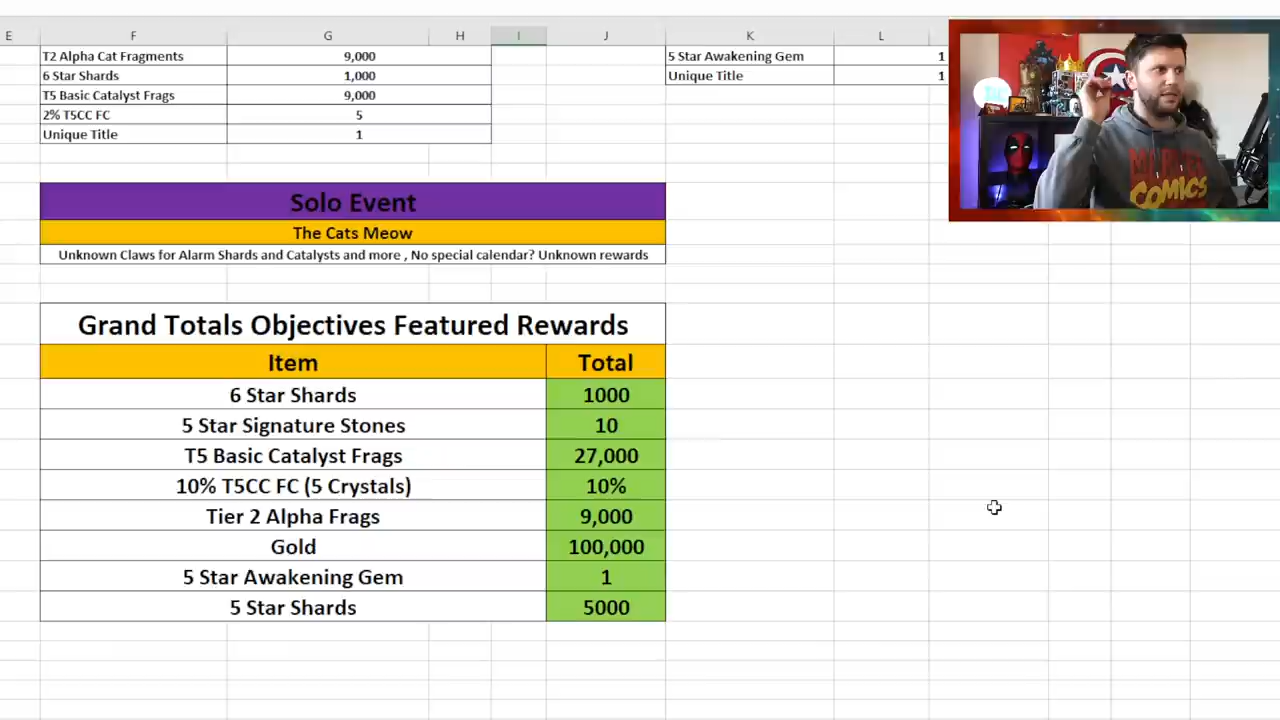 E F G H I J K L
T2 Alpha Cat Fragments 9,000 5 Star Awakening Gem 1
6 Star Shards 1,000 Unique Title 1
T5 Basic Catalyst Frags 9,000
2% T5CC FC 5
Unique Title 1
MARVEL
COMICS
Solo Event
The Cats Meow
Unknown Claws for Alarm Shards and Catalysts and more , No special calendar? Unknown rewards
Grand Totals Objectives Featured Rewards
Item Total
6 Star Shards 1000
5 Star Signature Stones 10
T5 Basic Catalyst Frags 27,000
10% T5CC FC (5 Crystals) 10%
Tier 2 Alpha Frags 9,000
Gold 100,000
5 Star Awakening Gem 1
5 Star Shards 5000